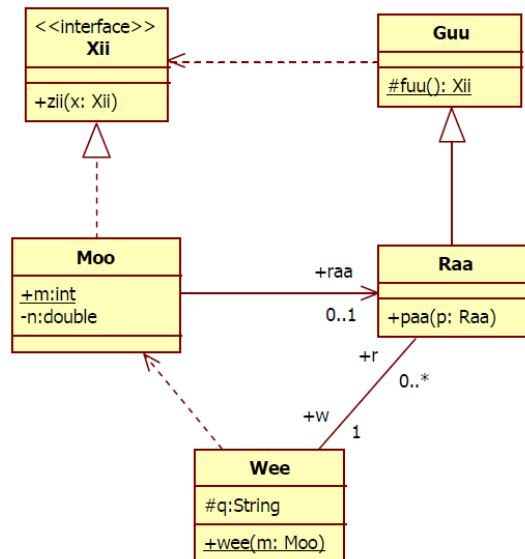 <<interface>>
Xii
+zii(x: Xii)
Guu
#fuu(): Xii
Moo
+m:int
-n:double
+raa
0..1
Raa
+paa(p: Raa)
+r
0..*
+w
1
Wee
#q:String
+wee(m: Moo)